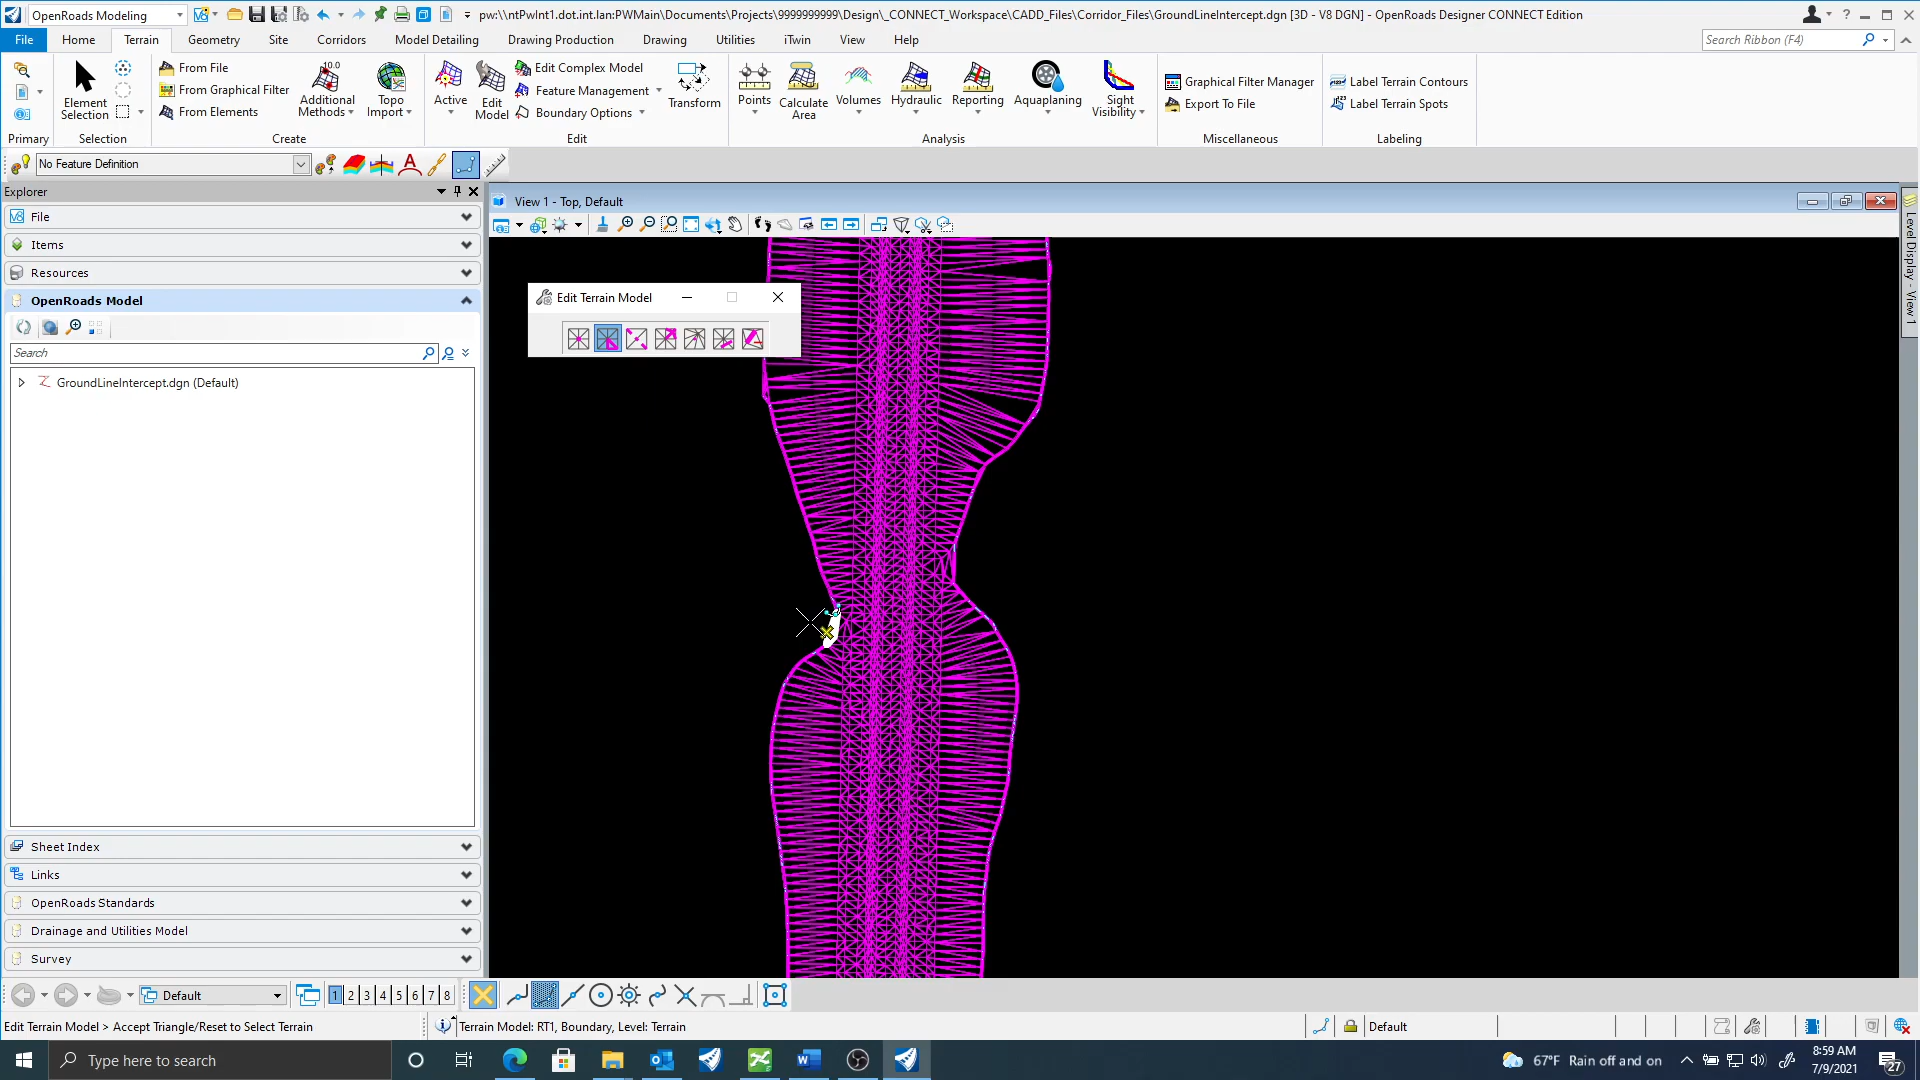 OpenRoads Modeling
pw:\\ntPwInt1.dot.int.lan:PWMain\Documents\Projects\9999999999\Design\_CONNECT_Workspace\CADD_Files\Corridor_Files\GroundLineIntercept.dgn [3D - V8 DGN] - OpenRoads Designer CONNECT Edition
File Home Terrain Geometry Site Corridors Model Detailing Drawing Production Drawing Utilities iTwin View Help
Search Ribbon (F4)
Element Selection
From File
From Graphical Filter
From Elements
10.0
Additional Methods
Topo Import
Active
Edit Model
Edit Complex Model
Feature Management
Boundary Options
Transform
Points
Calculate Area
Volumes
Hydraulic
Reporting
Aquaplaning
Sight Visibility
Graphical Filter Manager
Export To File
Label Terrain Contours
Label Terrain Spots
Primary Selection Create Edit Analysis Miscellaneous Labeling
No Feature Definition
Explorer
File
Items
Resources
OpenRoads Model
Search
GroundLineIntercept.dgn (Default)
Sheet Index
Links
OpenRoads Standards
Drainage and Utilities Model
Survey
View 1 - Top, Default
Edit Terrain Model
Level Display - View 1
Default
1 2 3 4 5 6 7 8
Edit Terrain Model > Accept Triangle/Reset to Select Terrain
Terrain Model: RT1, Boundary, Level: Terrain
Default
Type here to search
67°F Rain off and on
8:59 AM
7/9/2021
27